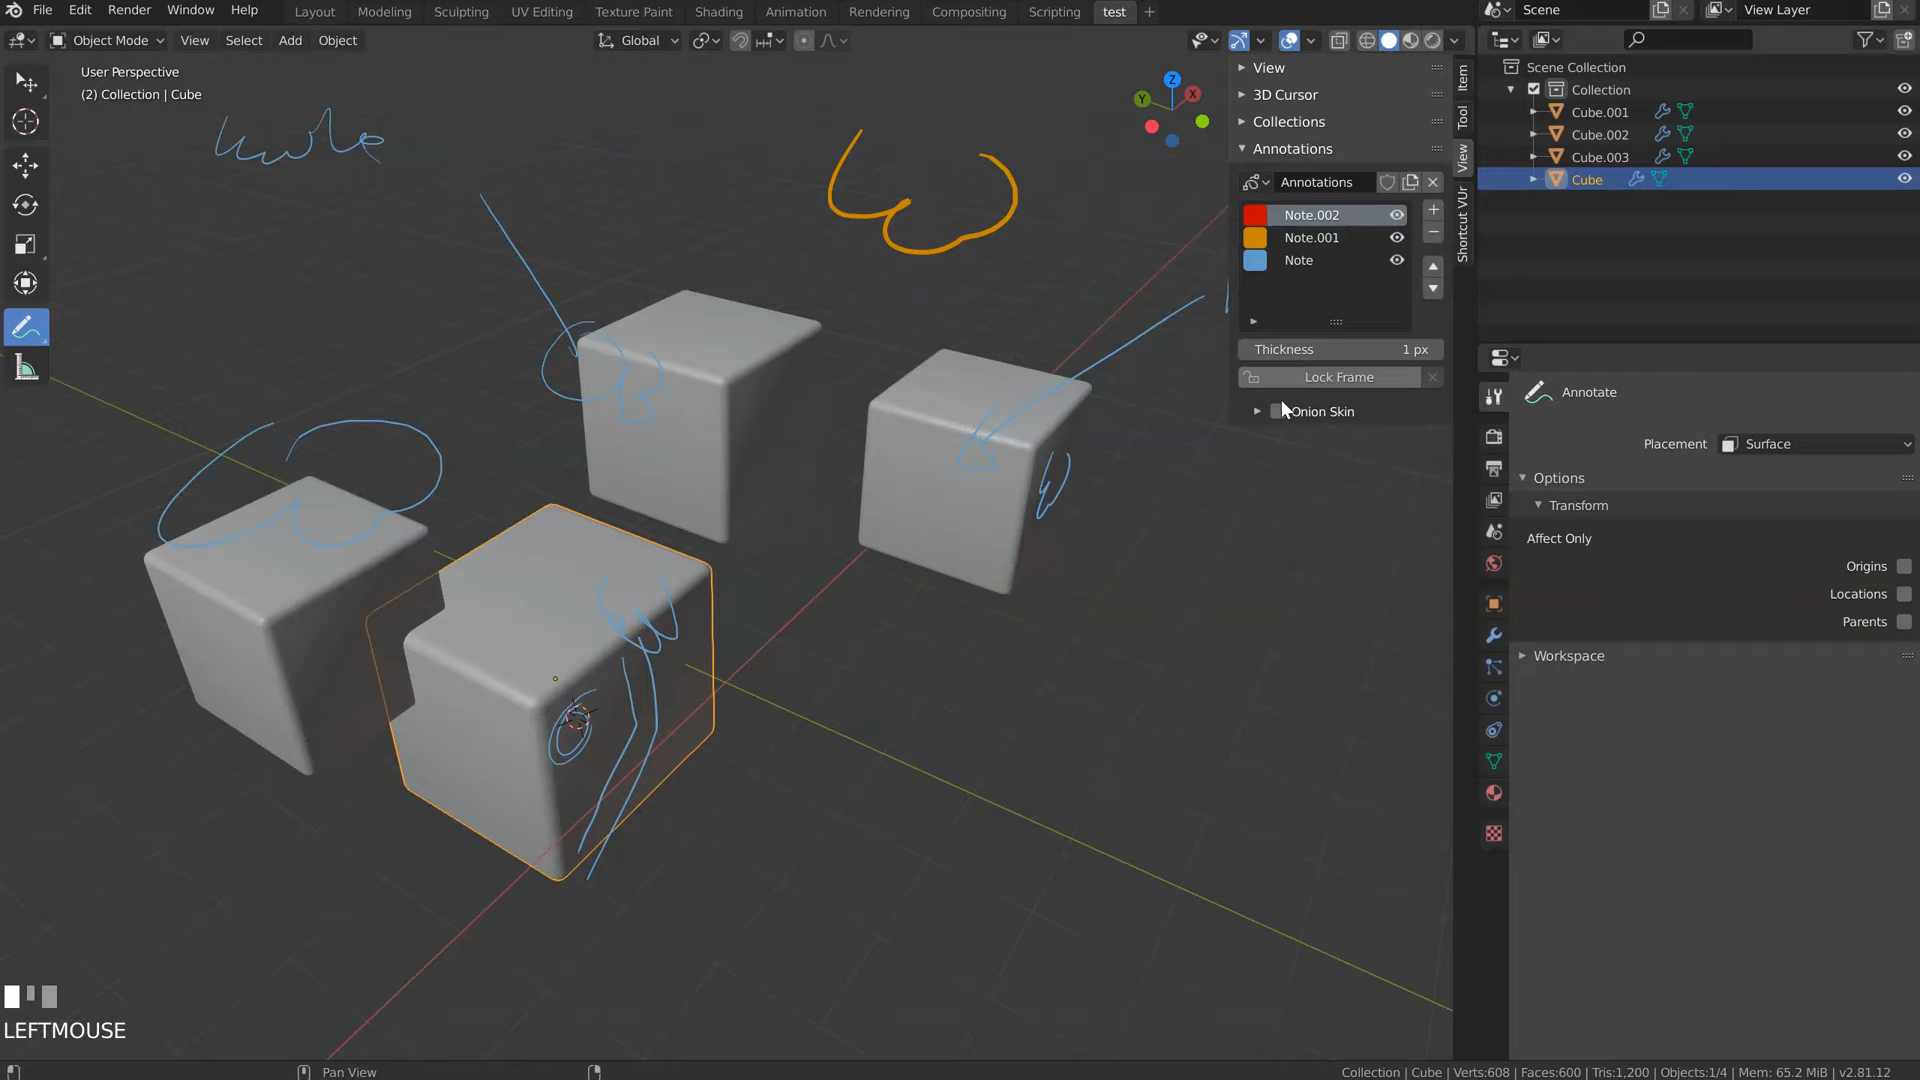 File Edit Render Window Help Layout Modeling Sculpting UV Editing Texture Paint Shading Animation Rendering Compositing Scripting test Scene View Layer
Object Mode View Select Add Object Global
User Perspective
(2) Collection | Cube
View
3D Cursor
Collections
Annotations
Annotations
Note.002
Note.001
Note
Thickness 1 px
Lock Frame
Onion Skin
Item
Tool
View
Shortcut VUr
Scene Collection
Collection
Cube.001
Cube.002
Cube.003
Cube
Annotate
Placement Surface
Options
Transform
Affect Only
Origins
Locations
Parents
Workspace
Z
Y
X
LEFTMOUSE
Pan View
Collection | Cube | Verts:608 | Faces:600 | Tris:1,200 | Objects:1/4 | Mem: 65.2 MiB | v2.81.12